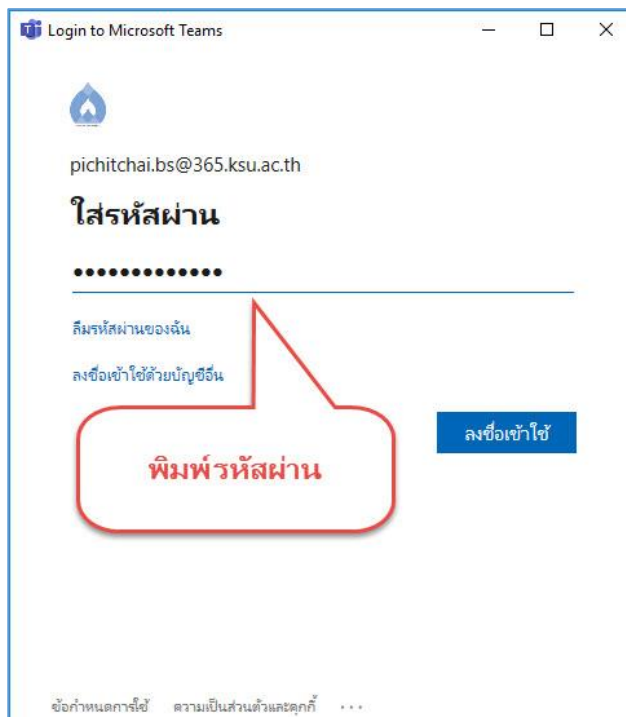 Login to Microsoft Teams
pichitchai.bs@365.ksu.ac.th
ใส่รหัสผ่าน
•••••••••••••
ลืมรหัสผ่านของฉัน
ลงชื่อเข้าใช้ด้วยบัญชีอื่น
ลงชื่อเข้าใช้
พิมพ์รหัสผ่าน
ข้อกำหนดการใช้ ความเป็นส่วนตัวและคุกกี้ ...